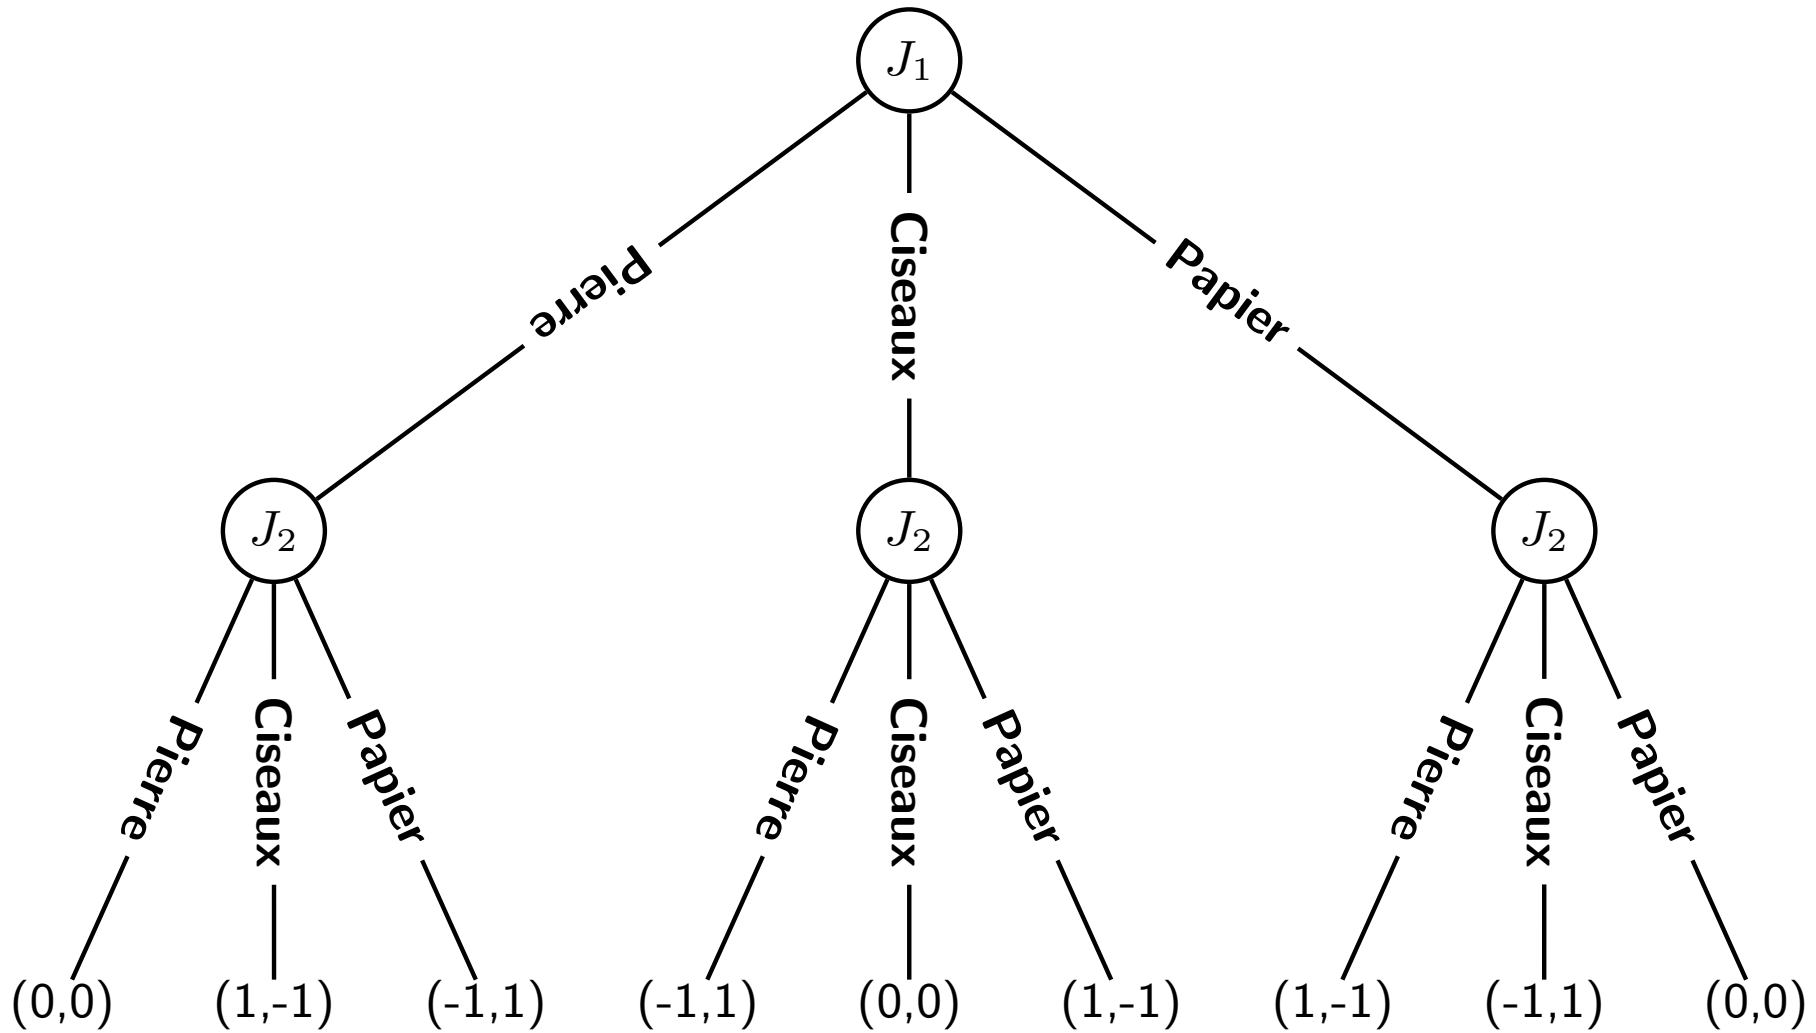 J₁
Pierre
Ciseaux
Papier
J₂
J₂
J₂
Pierre
Ciseaux
Papier
Pierre
Ciseaux
Papier
Pierre
Ciseaux
Papier
(0,0)
(1,-1)
(-1,1)
(-1,1)
(0,0)
(1,-1)
(1,-1)
(-1,1)
(0,0)